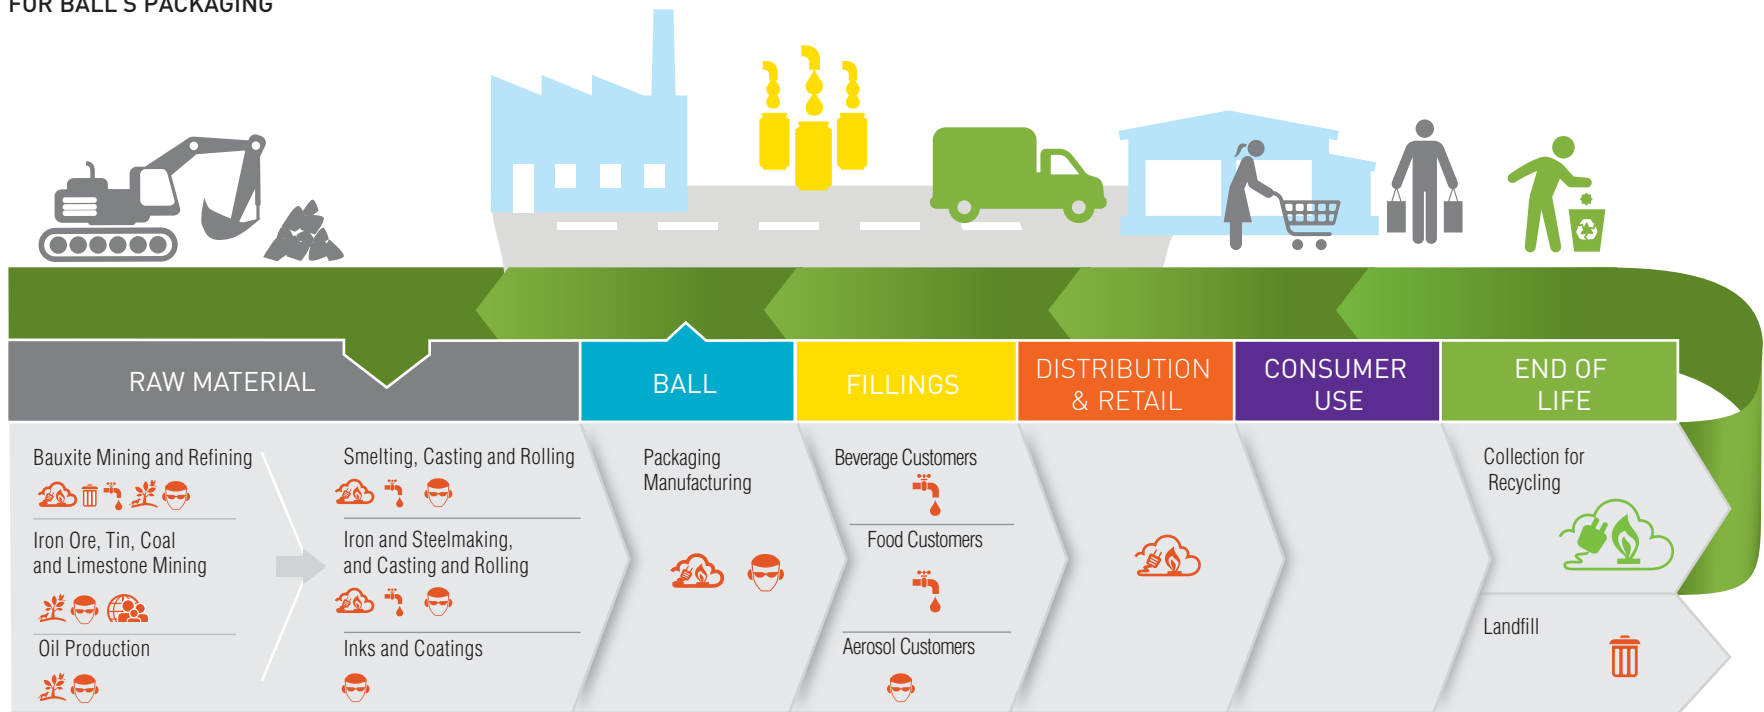 FOR BALL'S PACKAGING
RAW MATERIAL
BALL
FILLINGS
DISTRIBUTION
& RETAIL
CONSUMER
USE
END OF
LIFE
Bauxite Mining and Refining
Iron Ore, Tin, Coal
and Limestone Mining
Oil Production
Smelting, Casting and Rolling
Iron and Steelmaking,
and Casting and Rolling
Inks and Coatings
Packaging
Manufacturing
Beverage Customers
Food Customers
Aerosol Customers
Collection for
Recycling
Landfill